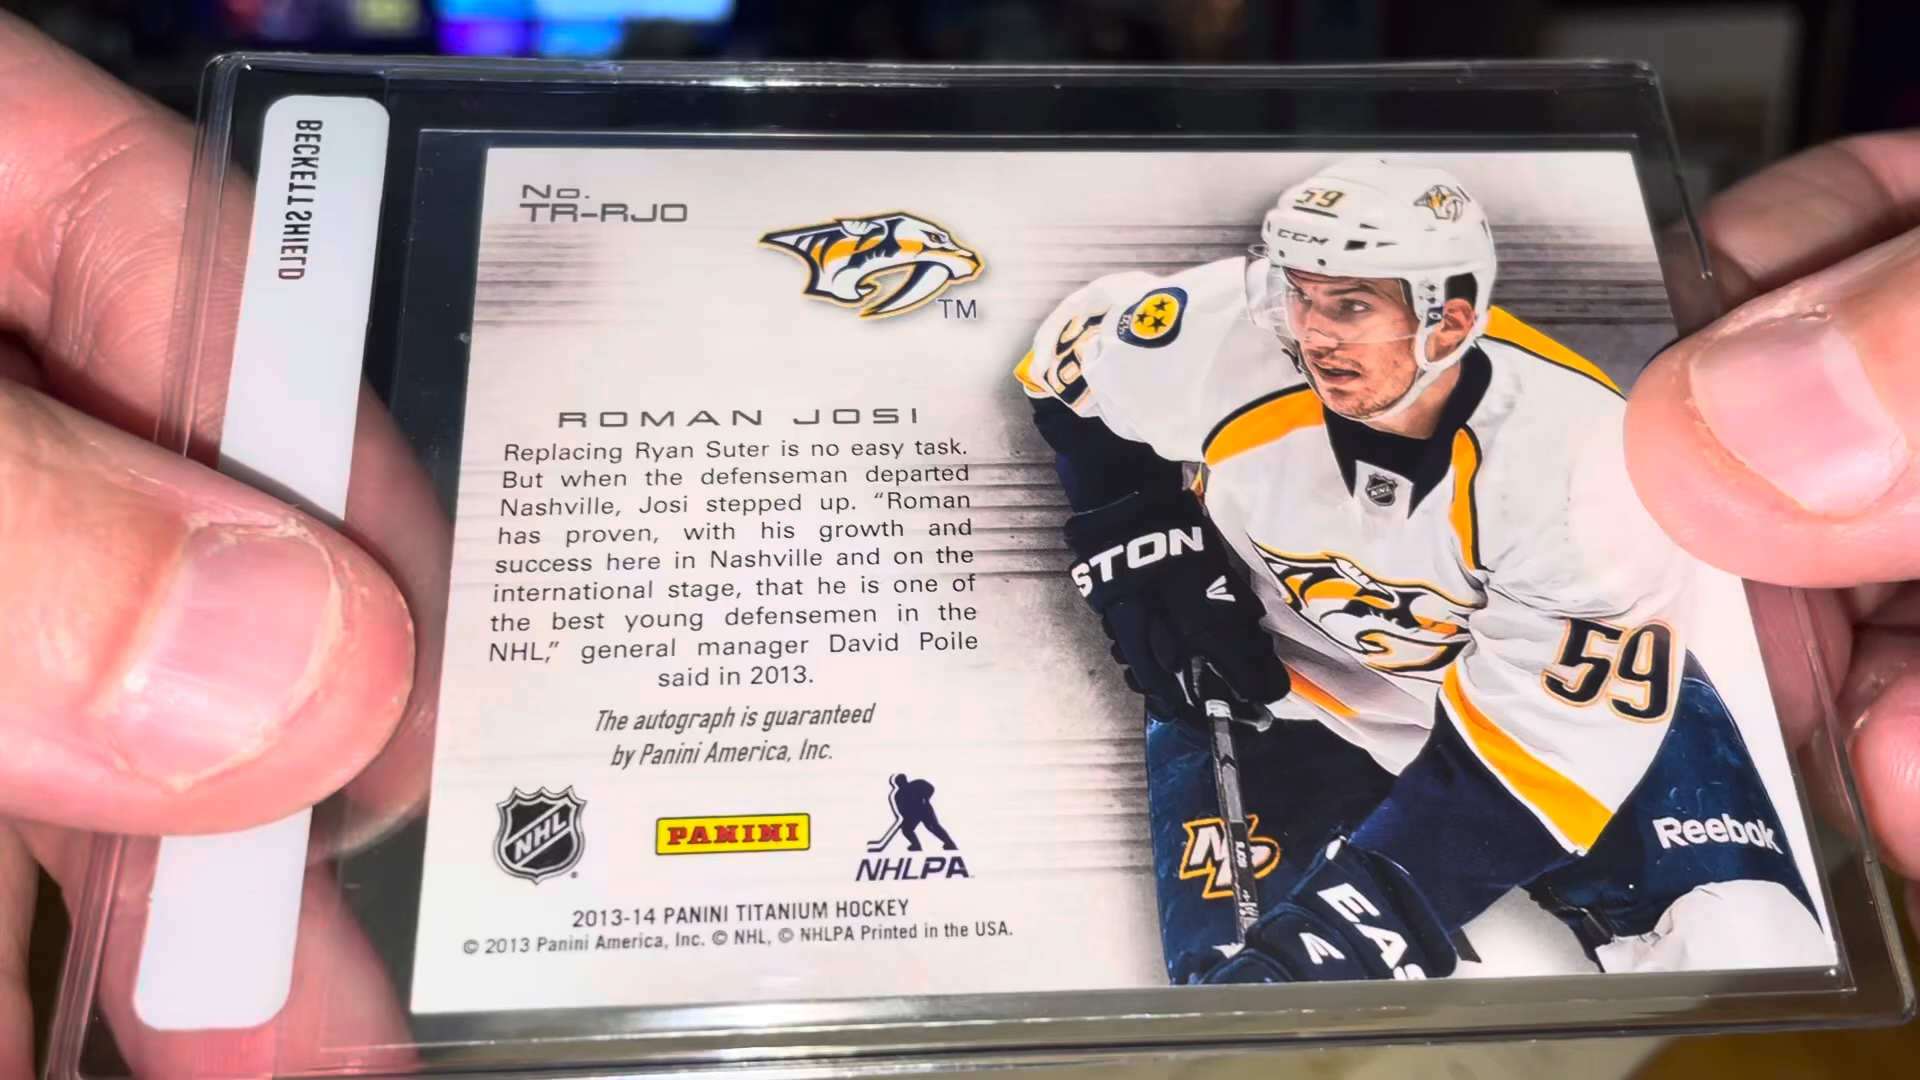 BECKETT SHIELD
No.
TR-RJO
TM
ROMAN JOSI
Replacing Ryan Suter is no easy task.
But when the defenseman departed
Nashville, Josi stepped up. “Roman
has proven, with his growth and
success here in Nashville and on the
international stage, that he is one of
the best young defensemen in the
NHL,” general manager David Poile
said in 2013.
The autograph is guaranteed
by Panini America, Inc.
NHL
PANINI
NHLPA
2013-14 PANINI TITANIUM HOCKEY
© 2013 Panini America, Inc. © NHL, © NHLPA Printed in the USA.
59
CCM
59
NHL
STON
59
Reebok
EAS